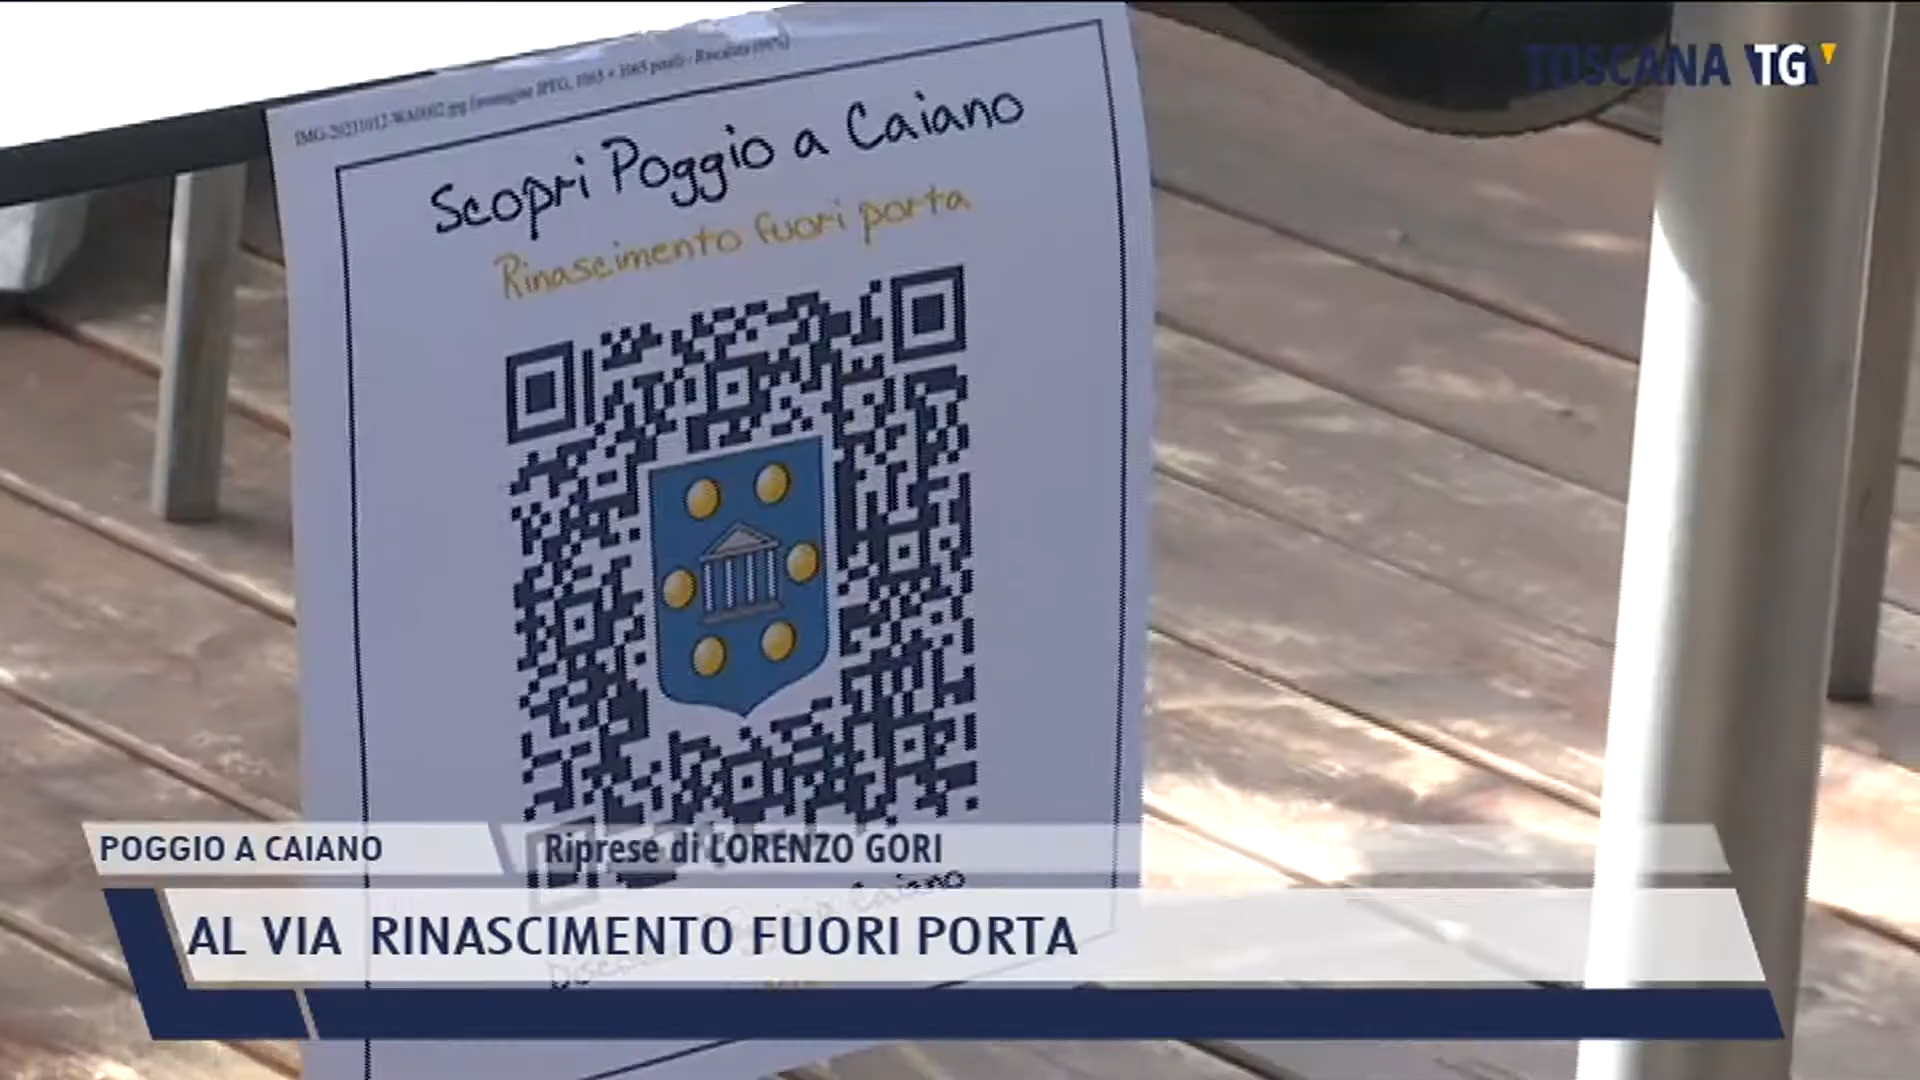 TOSCANA TG
Scopri Poggio a Caiano
Rinascimento fuori porta
POGGIO A CAIANO
Riprese di LORENZO GORI
Caiano
AL VIA RINASCIMENTO FUORI PORTA